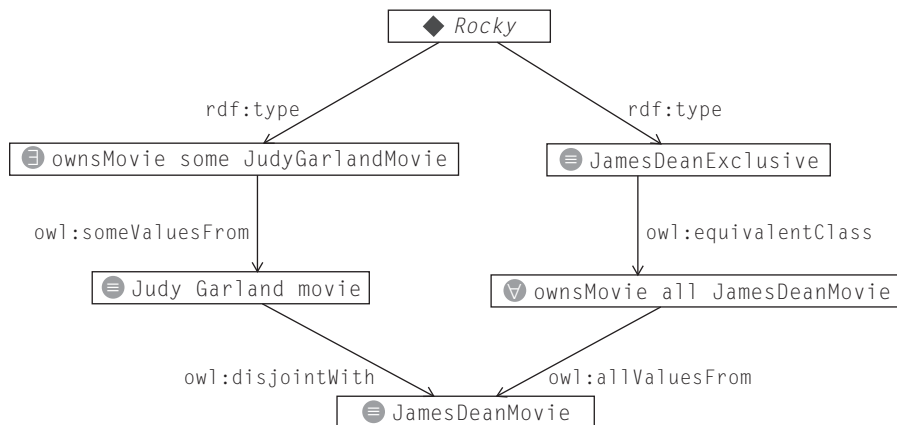 Rocky
rdf:type rdf:type
∃ ownsMovie some JudyGarlandMovie
≡ JamesDeanExclusive
owl:someValuesFrom owl:equivalentClass
≡ Judy Garland movie
∀ ownsMovie all JamesDeanMovie
owl:disjointWith owl:allValuesFrom
≡ JamesDeanMovie